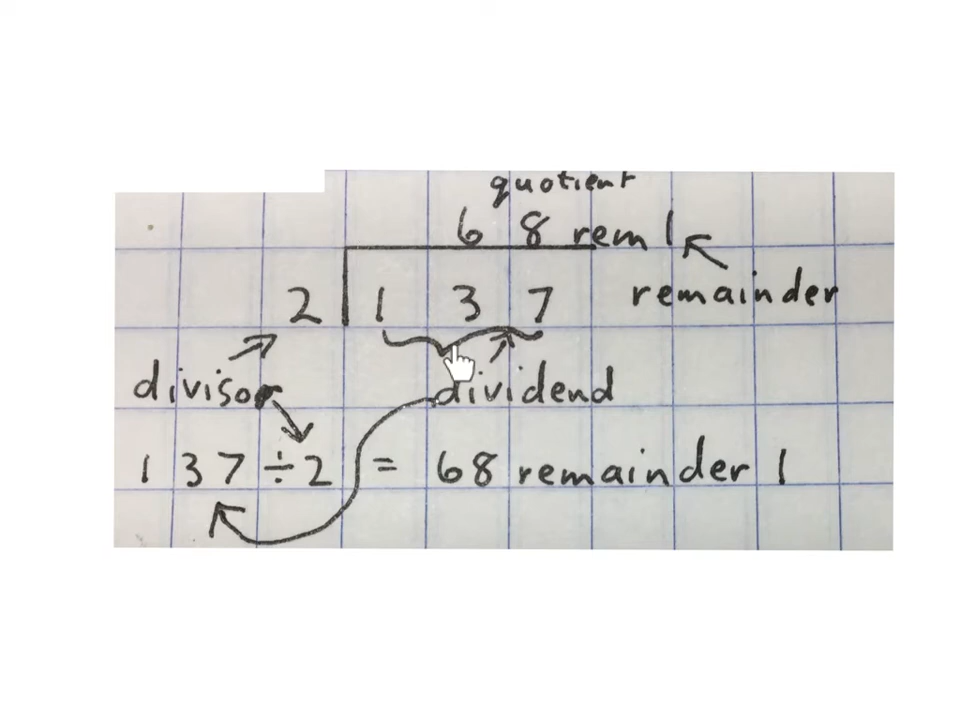 quotient
6 8 rem 1
2 1 3 7 remainder
divisor dividend
1 3 7 ÷ 2 = 68 remainder 1